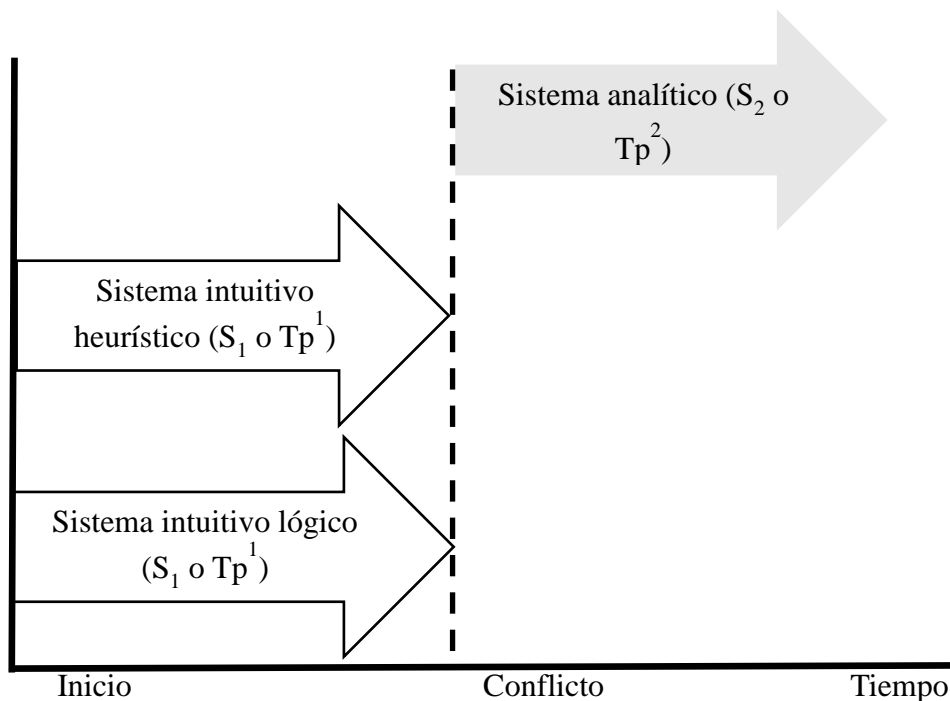 Sistema analítico (S₂ o
Tp²)
Sistema intuitivo
heurístico (S₁ o Tp¹)
Sistema intuitivo lógico
(S₁ o Tp¹)
Inicio
Conflicto
Tiempo